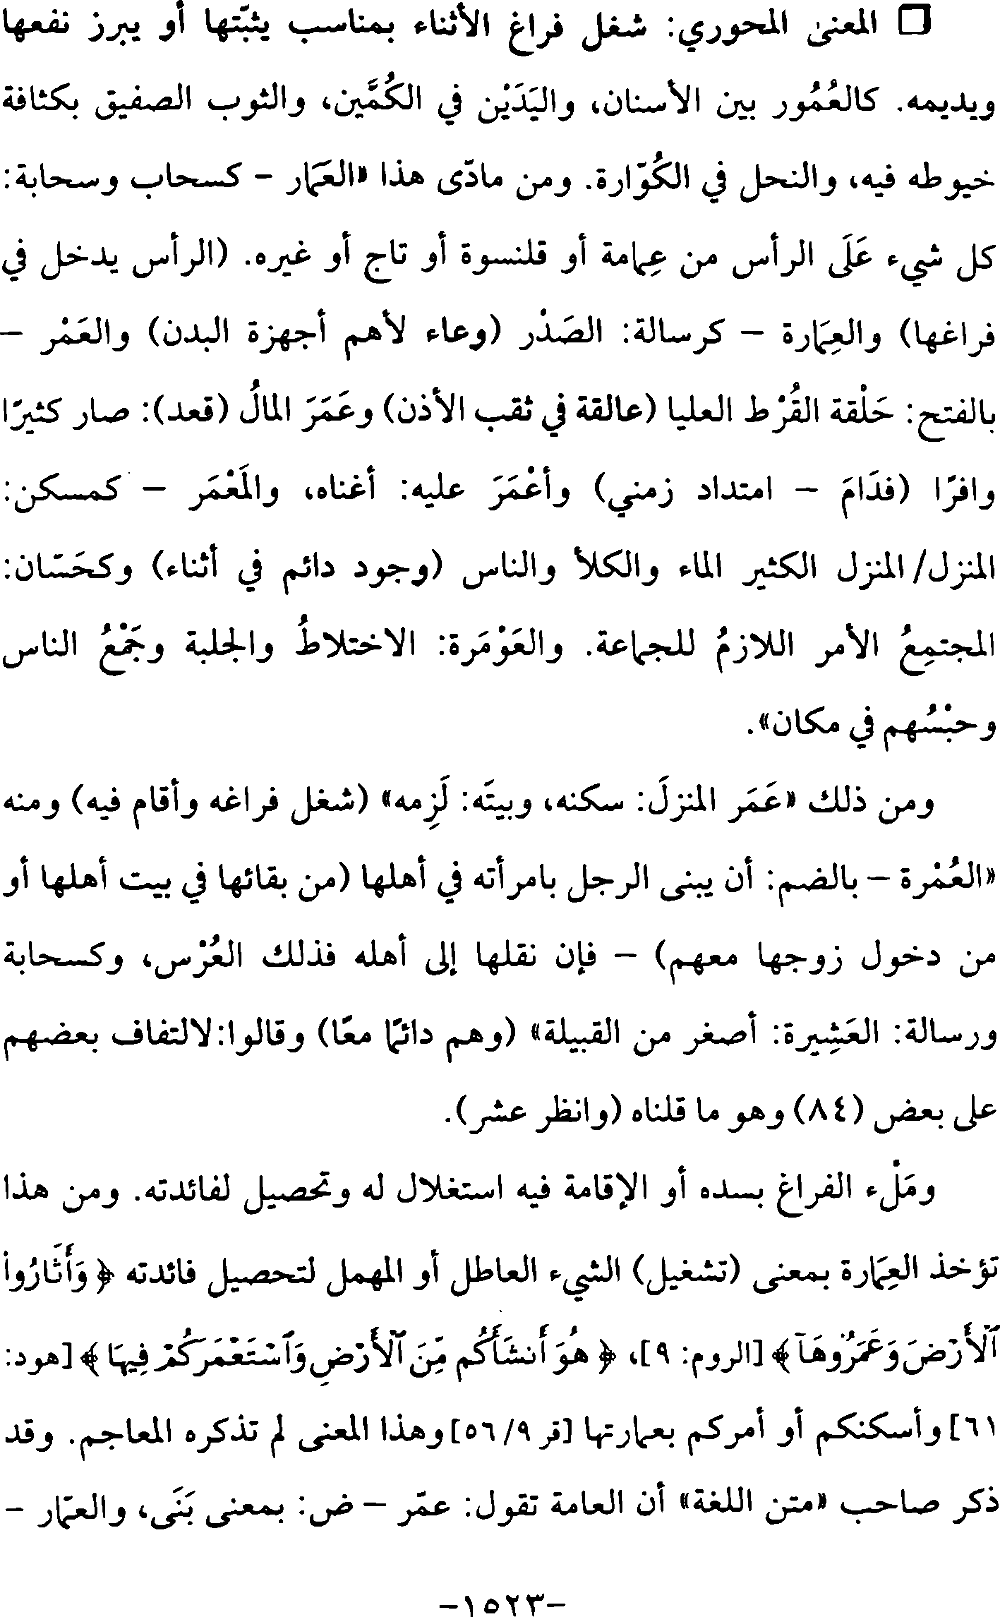 □ المعنىٰ المحوري: شغل فراغ الأثناء بمناسب يثبّتها أو يبرز نفعها
ويديمه. كالعُمُور بين الأسنان، واليَدَيْن في الكُمَّين، والثوب الصفيق بكثافة
خيوطه فيه، والنحل في الكُوّارة. ومن مادّى هذا «العَمَار – كسحاب وسحابة:
كل شيء عَلَى الرأس من عِمامة أو قلنسوة أو تاج أو غيره. (الرأس يدخل في
فراغها) والعِمَارة – كرسالة: الصَدْر (وعاء لأهم أجهزة البدن) والعَمْر –
بالفتح: حَلْقة القُرْط العليا (عالقة في ثقب الأذن) وعَمَرَ المالُ (قعد): صار كثيرًا
وافرًا (فدَامَ – امتداد زمني) وأعْمَرَ عليه: أغناه، والمَعْمَر – كمسكن:
المنزل/ المنزل الكثير الماء والكلأ والناس (وجود دائم في أثناء) وكحَسّان:
المجتمِعُ الأمر اللازمُ للجماعة. والعَوْمَرة: الاختلاطُ والجلبة وجَمْعُ الناس
وحبْسُهم في مكان».
ومن ذلك «عَمَر المنزلَ: سكنه، وبيتَه: لَزِمه» (شغل فراغه وأقام فيه) ومنه
«العُمْرة – بالضم: أن يبنى الرجل بامرأته في أهلها (من بقائها في بيت أهلها أو
من دخول زوجها معهم) – فإن نقلها إلى أهله فذلك العُرْس، وكسحابة
ورسالة: العَشِيرة: أصغر من القبيلة» (وهم دائمًا معًا) وقالوا:لالتفاف بعضهم
على بعض (٨٤) وهو ما قلناه (وانظر عشر).
ومَلْء الفراغ بسده أو الإقامة فيه استغلال له وتحصيل لفائدته. ومن هذا
تؤخذ العِمَارة بمعنى (تشغيل) الشيء العاطل أو المهمل لتحصيل فائدته ﴿وَأَثَارُواْ
ٱلْأَرْضَ وَعَمَرُوهَآ﴾ [الروم: ٩]، ﴿هُوَ أَنشَأَكُم مِّنَ ٱلْأَرْضِ وَٱسْتَعْمَرَكُمْ فِيهَا﴾ [هود:
٦١] وأسكنكم أو أمركم بعمارتها [قر ٩/ ٥٦] وهذا المعنى لم تذكره المعاجم. وقد
ذكر صاحب «متن اللغة» أن العامة تقول: عمّر – ض: بمعنى بَنَى، والعمّار –
-١٥٢٣-